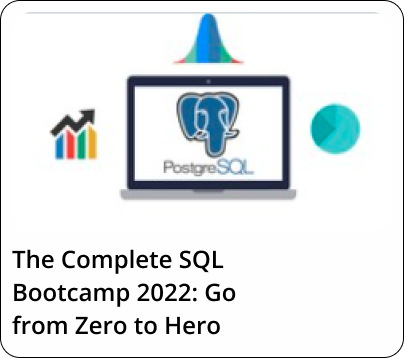 PostgreSQL
The Complete SQL
Bootcamp 2022: Go
from Zero to Hero